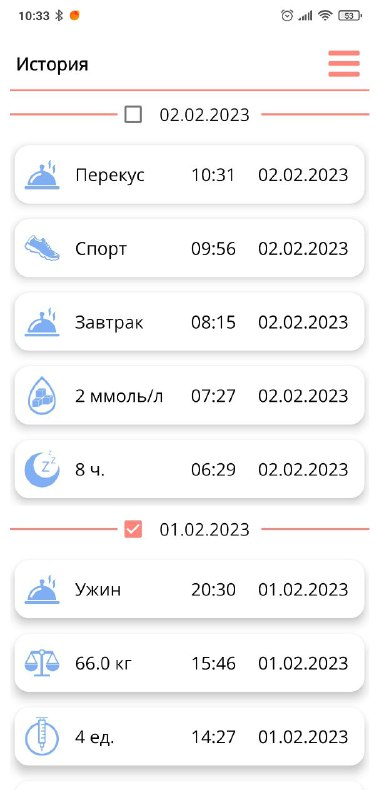 10:33 53
История
02.02.2023
Перекус 10:31 02.02.2023
Спорт 09:56 02.02.2023
Завтрак 08:15 02.02.2023
2 ммоль/л 07:27 02.02.2023
8 ч. 06:29 02.02.2023
01.02.2023
Ужин 20:30 01.02.2023
66.0 кг 15:46 01.02.2023
4 ед. 14:27 01.02.2023